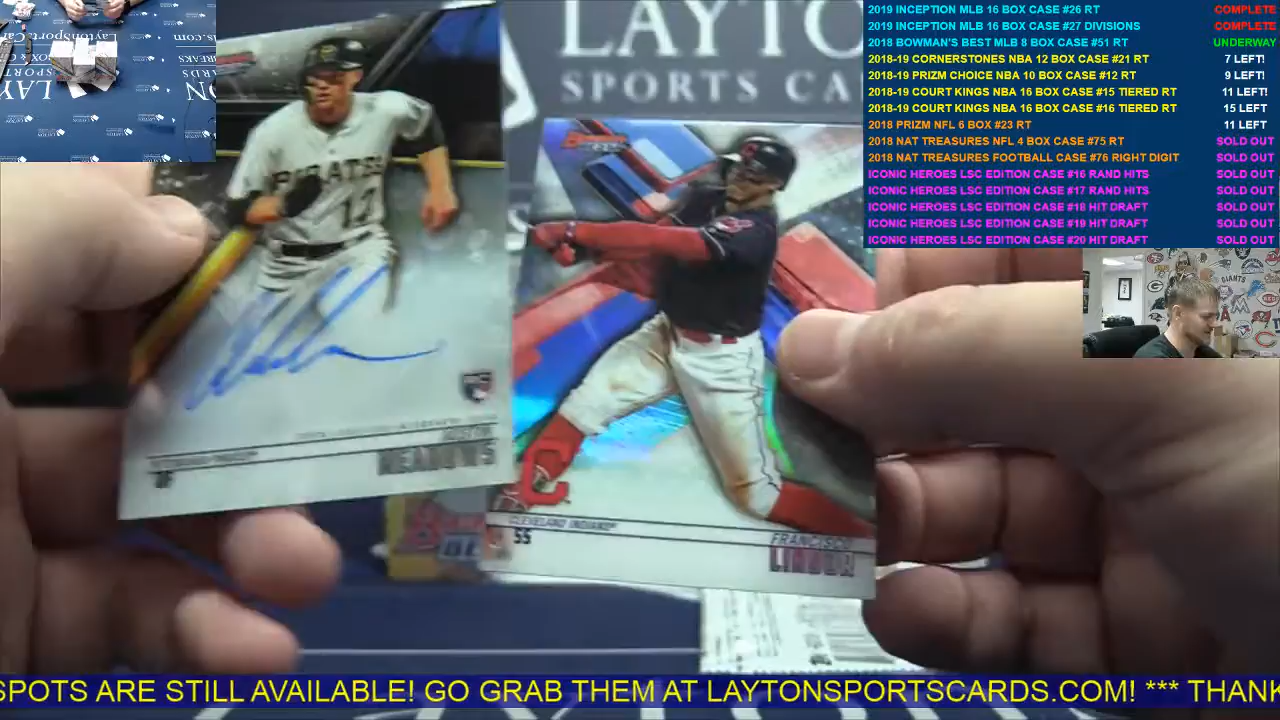 2019 INCEPTION MLB 16 BOX CASE #26 RT COMPLETE
2019 INCEPTION MLB 16 BOX CASE #27 DIVISIONS COMPLETE
2018 BOWMAN'S BEST MLB 8 BOX CASE #51 RT UNDERWAY
2018-19 CORNERSTONES NBA 12 BOX CASE #21 RT 7 LEFT!
2018-19 PRIZM CHOICE NBA 10 BOX CASE #12 RT 9 LEFT!
2018-19 COURT KINGS NBA 16 BOX CASE #15 TIERED RT 11 LEFT!
2018-19 COURT KINGS NBA 16 BOX CASE #16 TIERED RT 15 LEFT
2018 PRIZM NFL 6 BOX #23 RT 11 LEFT
2018 NAT TREASURES NFL 4 BOX CASE #75 RT SOLD OUT
2018 NAT TREASURES FOOTBALL CASE #76 RIGHT DIGIT SOLD OUT
ICONIC HEROES LSC EDITION CASE #16 RAND HITS SOLD OUT
ICONIC HEROES LSC EDITION CASE #17 RAND HITS SOLD OUT
ICONIC HEROES LSC EDITION CASE #18 HIT DRAFT SOLD OUT
ICONIC HEROES LSC EDITION CASE #19 HIT DRAFT SOLD OUT
ICONIC HEROES LSC EDITION CASE #20 HIT DRAFT SOLD OUT
LAYTO
SPORTS CA
PIRATES
17
MEADOWS
CLEVELAND INDIANS
55
FRANCISCO
LINDOR
SPOTS ARE STILL AVAILABLE! GO GRAB THEM AT LAYTONSPORTSCARDS.COM! *** THANK